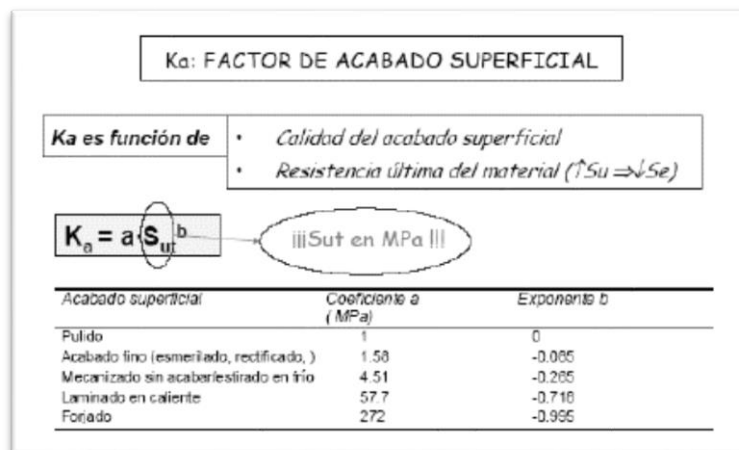 Ka: FACTOR DE ACABADO SUPERFICIAL
Ka es función de
• Calidad del acabado superficial
• Resistencia última del material (↑Su ⇒↓Se)
Ka = a·Sut^b
¡¡¡Sut en MPa !!!
Acabado superficial Coeficiente a Exponente b
(MPa)
Pulido 1 0
Acabado fino (esmerilado, rectificado, ) 1.58 -0.085
Mecanizado sin acabar/estirado en frío 4.51 -0.265
Laminado en caliente 57.7 -0.718
Forjado 272 -0.995